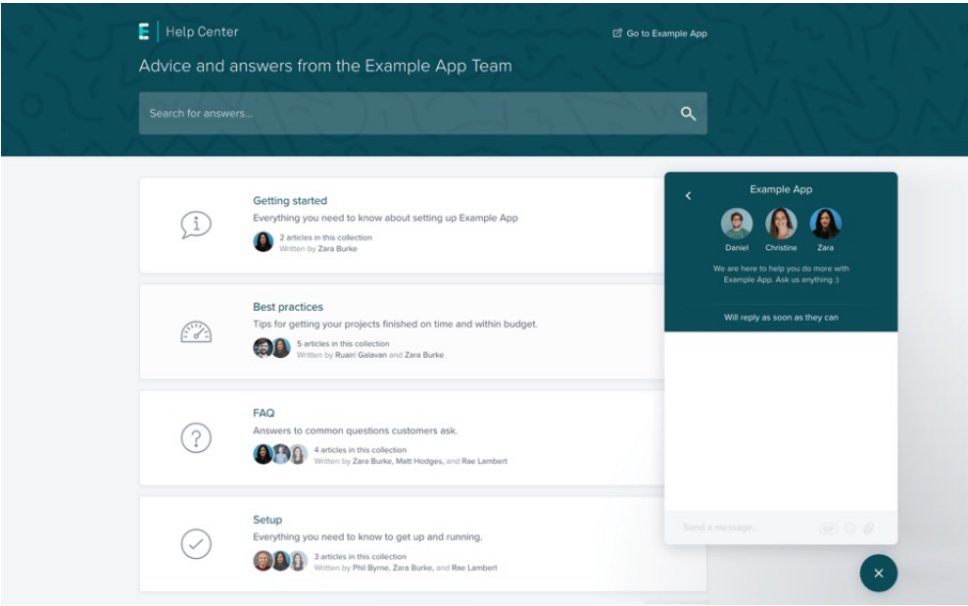 E Help Center
Go to Example App
Advice and answers from the Example App Team
Search for answers...
Getting started
Everything you need to know about setting up Example App
2 articles in this collection
Written by Zara Burke
Best practices
Tips for getting your projects finished on time and within budget.
5 articles in this collection
Written by Ruairí Galavan and Zara Burke
FAQ
Answers to common questions customers ask.
4 articles in this collection
Written by Zara Burke, Matt Hodges, and Rae Lambert
Setup
Everything you need to know to get up and running.
3 articles in this collection
Written by Phil Byrne, Zara Burke, and Rae Lambert
Example App
Daniel Christine Zara
We are here to help you do more with
Example App. Ask us anything :)
Will reply as soon as they can
Send a message...
GIF